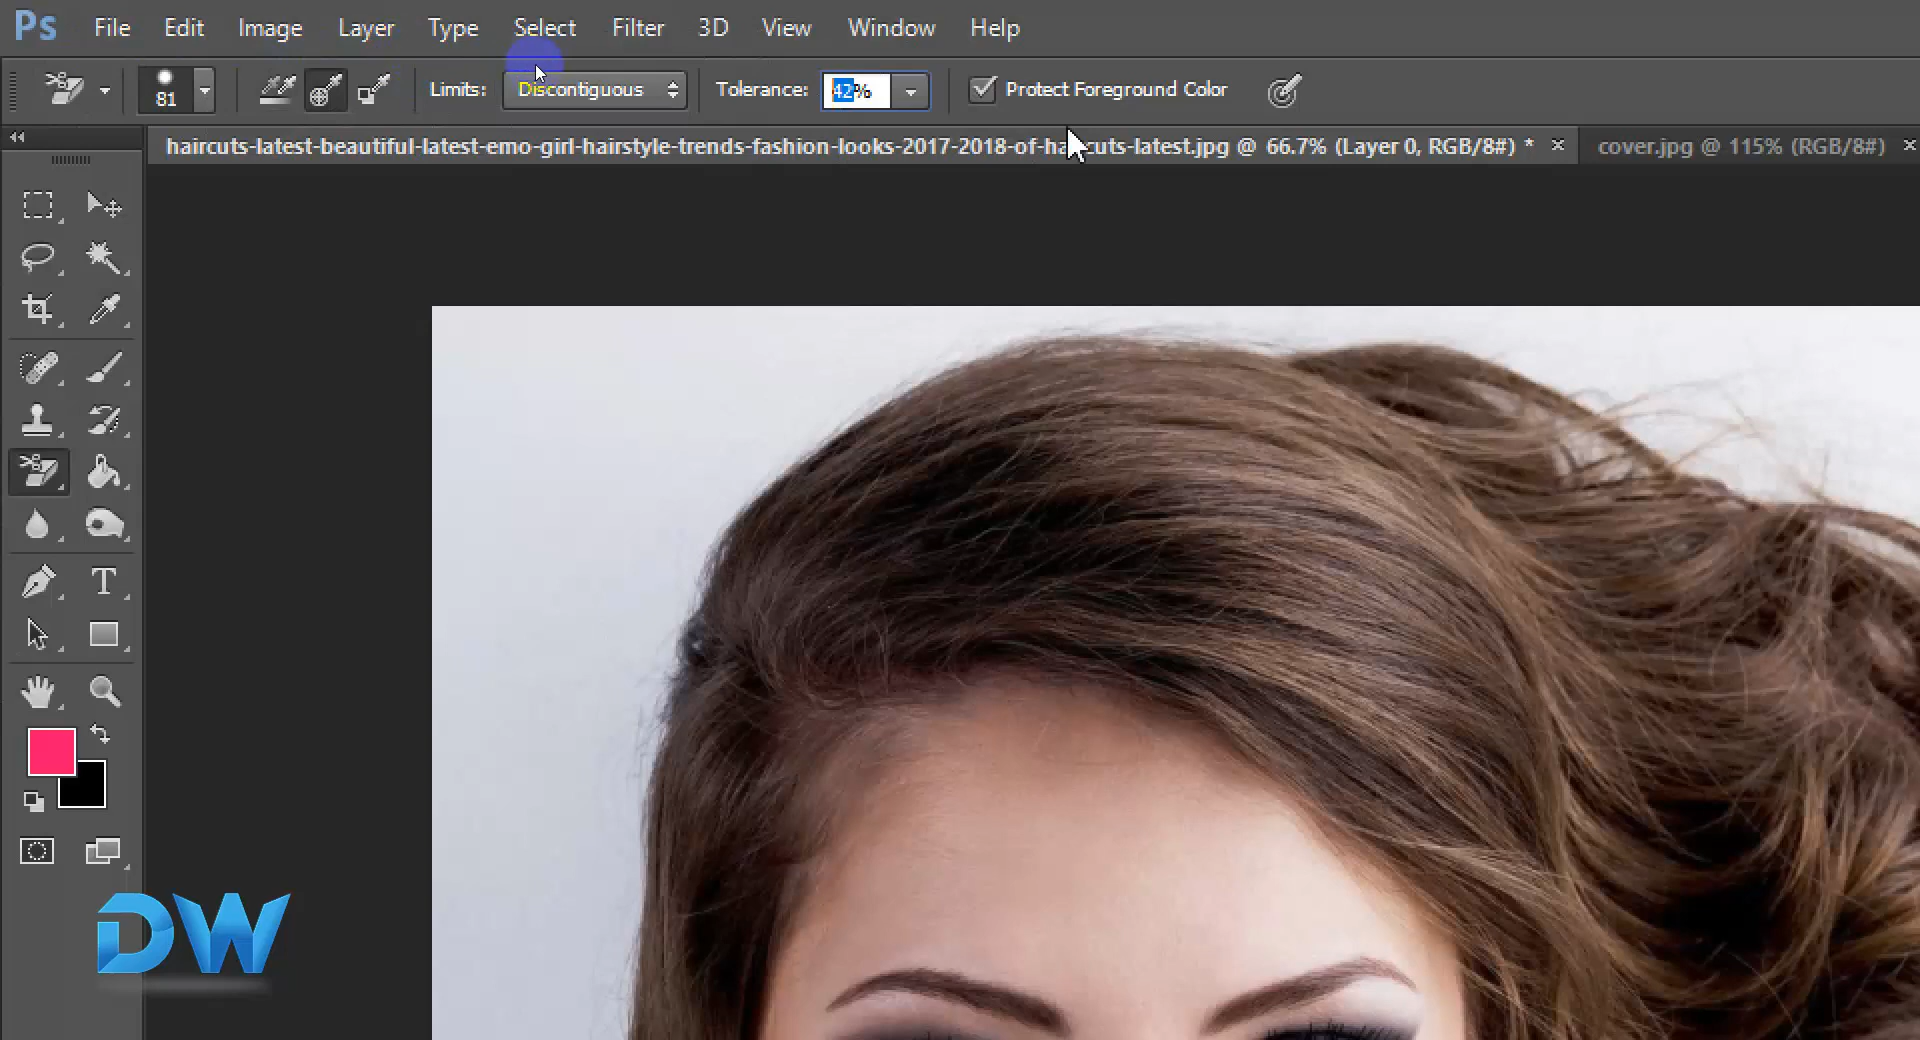 Ps File Edit Image Layer Type Select Filter 3D View Window Help
81 Limits: Discontiguous Tolerance: 42% Protect Foreground Color
haircuts-latest-beautiful-latest-emo-girl-hairstyle-trends-fashion-looks-2017-2018-of-haircuts-latest.jpg @ 66.7% (Layer 0, RGB/8#) * × cover.jpg @ 115% (RGB/8#) ×
T
DW